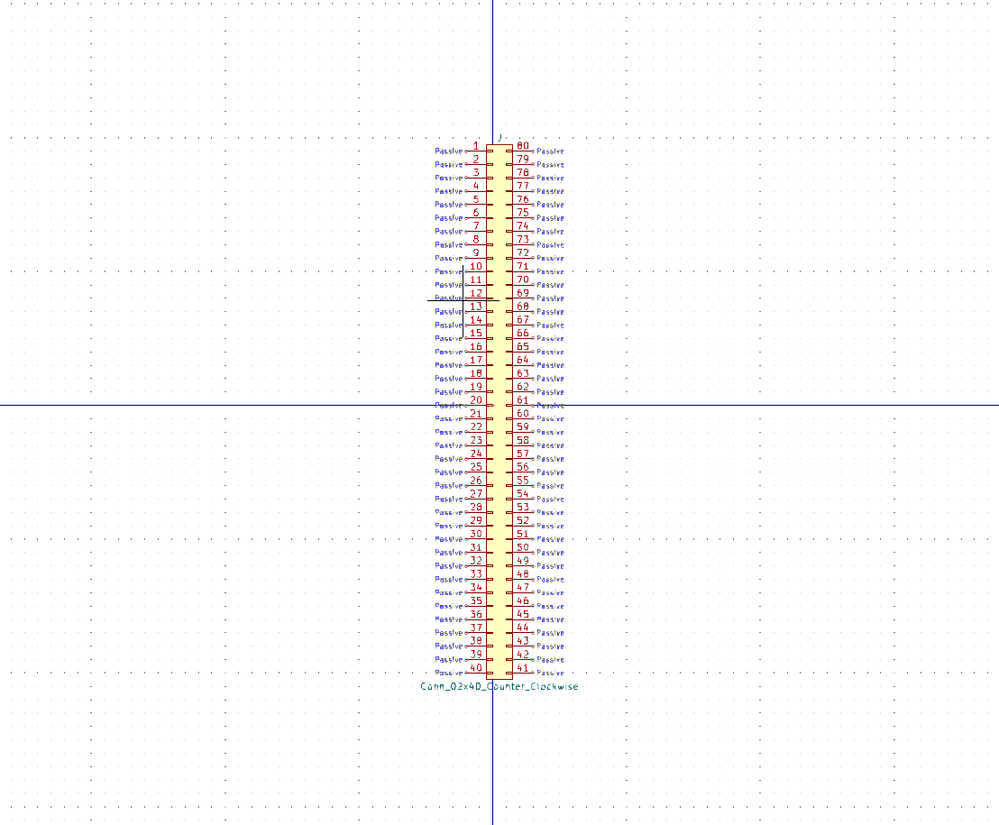 J
Passive 1 80 Passive
Passive 2 79 Passive
Passive 3 78 Passive
Passive 4 77 Passive
Passive 5 76 Passive
Passive 6 75 Passive
Passive 7 74 Passive
Passive 8 73 Passive
Passive 9 72 Passive
Passive 10 71 Passive
Passive 11 70 Passive
Passive 12 69 Passive
Passive 13 68 Passive
Passive 14 67 Passive
Passive 15 66 Passive
Passive 16 65 Passive
Passive 17 64 Passive
Passive 18 63 Passive
Passive 19 62 Passive
Passive 20 61 Passive
Passive 21 60 Passive
Passive 22 59 Passive
Passive 23 58 Passive
Passive 24 57 Passive
Passive 25 56 Passive
Passive 26 55 Passive
Passive 27 54 Passive
Passive 28 53 Passive
Passive 29 52 Passive
Passive 30 51 Passive
Passive 31 50 Passive
Passive 32 49 Passive
Passive 33 48 Passive
Passive 34 47 Passive
Passive 35 46 Passive
Passive 36 45 Passive
Passive 37 44 Passive
Passive 38 43 Passive
Passive 39 42 Passive
Passive 40 41 Passive
Conn_02x40_Counter_Clockwise